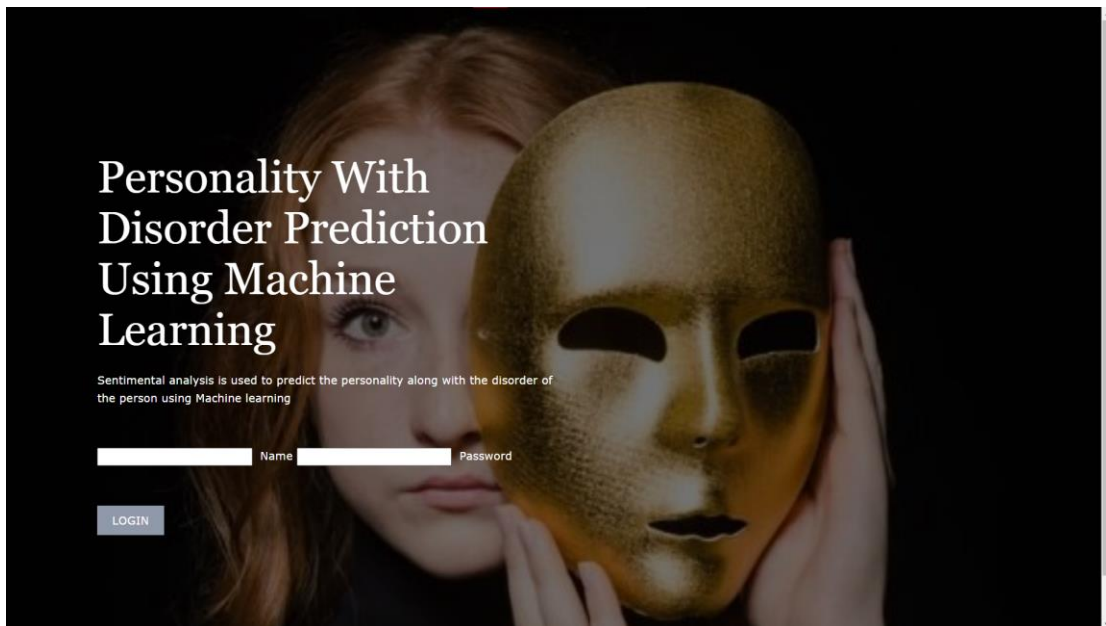 Personality With
Disorder Prediction
Using Machine
Learning
Sentimental analysis is used to predict the personality along with the disorder of
the person using Machine learning
Name Password
LOGIN